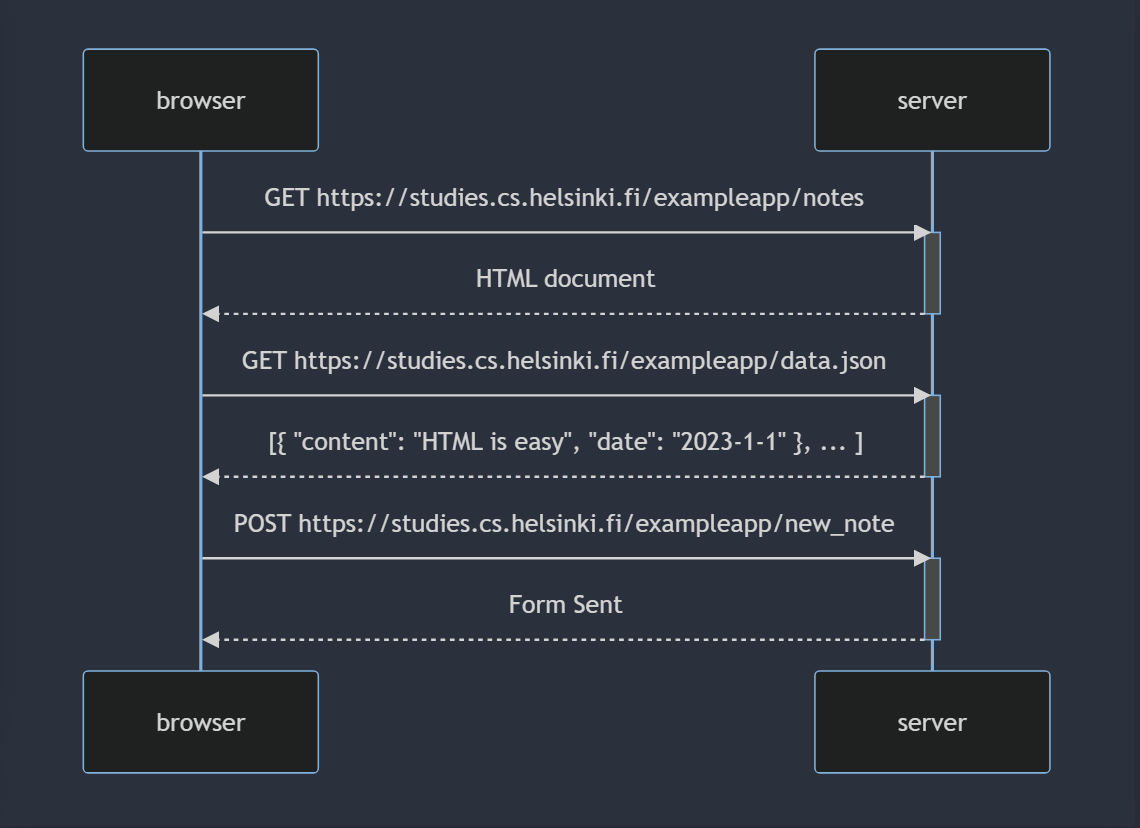 browser
server
GET https://studies.cs.helsinki.fi/exampleapp/notes
HTML document
GET https://studies.cs.helsinki.fi/exampleapp/data.json
[{ "content": "HTML is easy", "date": "2023-1-1" }, ... ]
POST https://studies.cs.helsinki.fi/exampleapp/new_note
Form Sent
browser
server